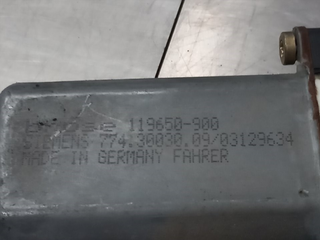 119650-900
SIEMENS 774.30030.09/03129634
MADE IN GERMANY FAHRER